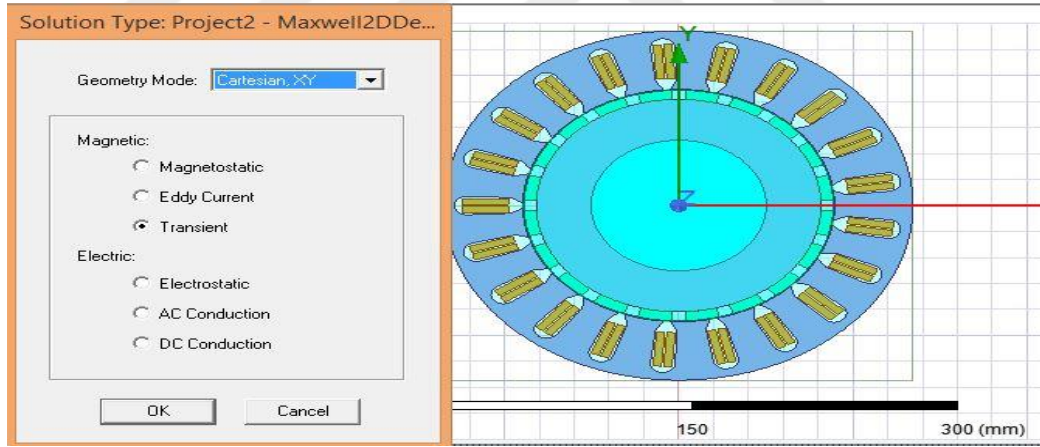 Solution Type: Project2 - Maxwell2DDe...
Geometry Mode: Cartesian, XY
Magnetic:
Magnetostatic
Eddy Current
Transient
Electric:
Electrostatic
AC Conduction
DC Conduction
OK Cancel
Y
Z
150 300 (mm)